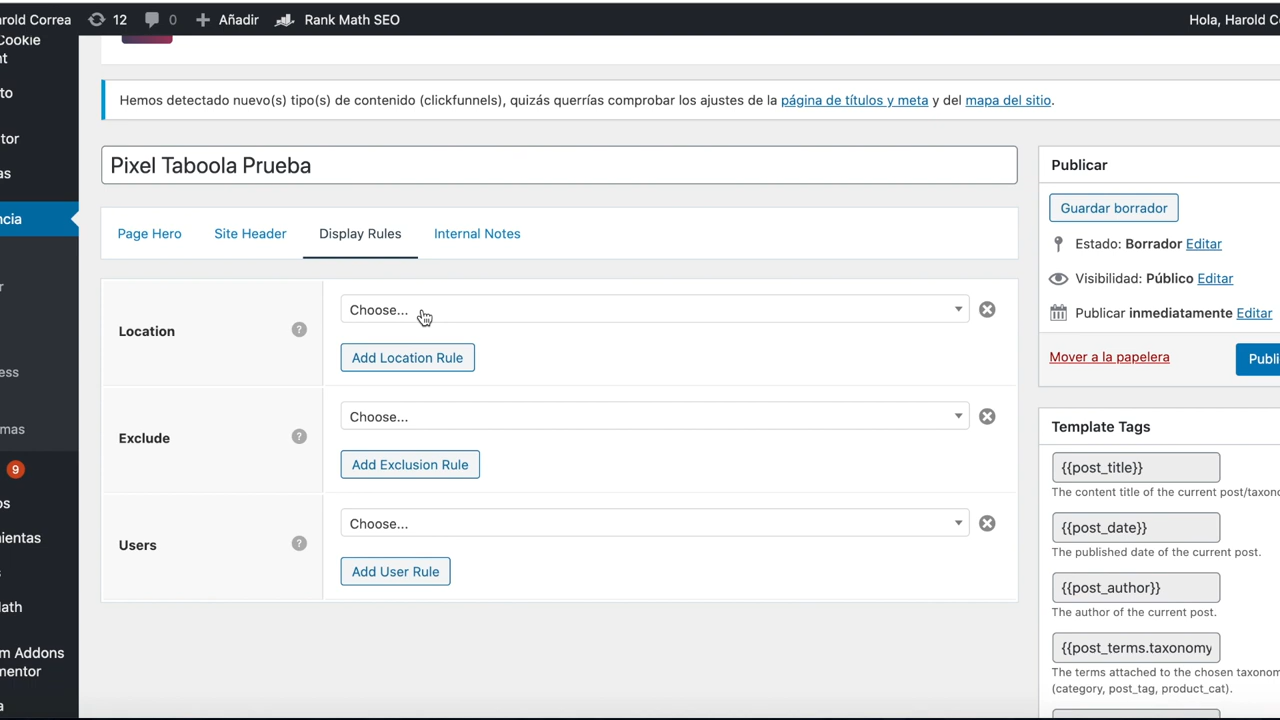 arold Correa 12 0 Añadir Rank Math SEO Hola, Harold C
Cookie
nt
to
tor
as
ncia
r
ess
mas
9
os
ientas
s
ath
m Addons
mentor
a
Hemos detectado nuevo(s) tipo(s) de contenido (clickfunnels), quizás querrías comprobar los ajustes de la página de títulos y meta y del mapa del sitio.
Pixel Taboola Prueba
Page Hero Site Header Display Rules Internal Notes
Location ? Choose...
Add Location Rule
Exclude ? Choose...
Add Exclusion Rule
Users ? Choose...
Add User Rule
Publicar
Guardar borrador
Estado: Borrador Editar
Visibilidad: Público Editar
Publicar inmediatamente Editar
Mover a la papelera Publi
Template Tags
{{post_title}}
The content title of the current post/taxono
{{post_date}}
The published date of the current post.
{{post_author}}
The author of the current post.
{{post_terms.taxonomy
The terms attached to the chosen taxonom
(category, post_tag, product_cat).